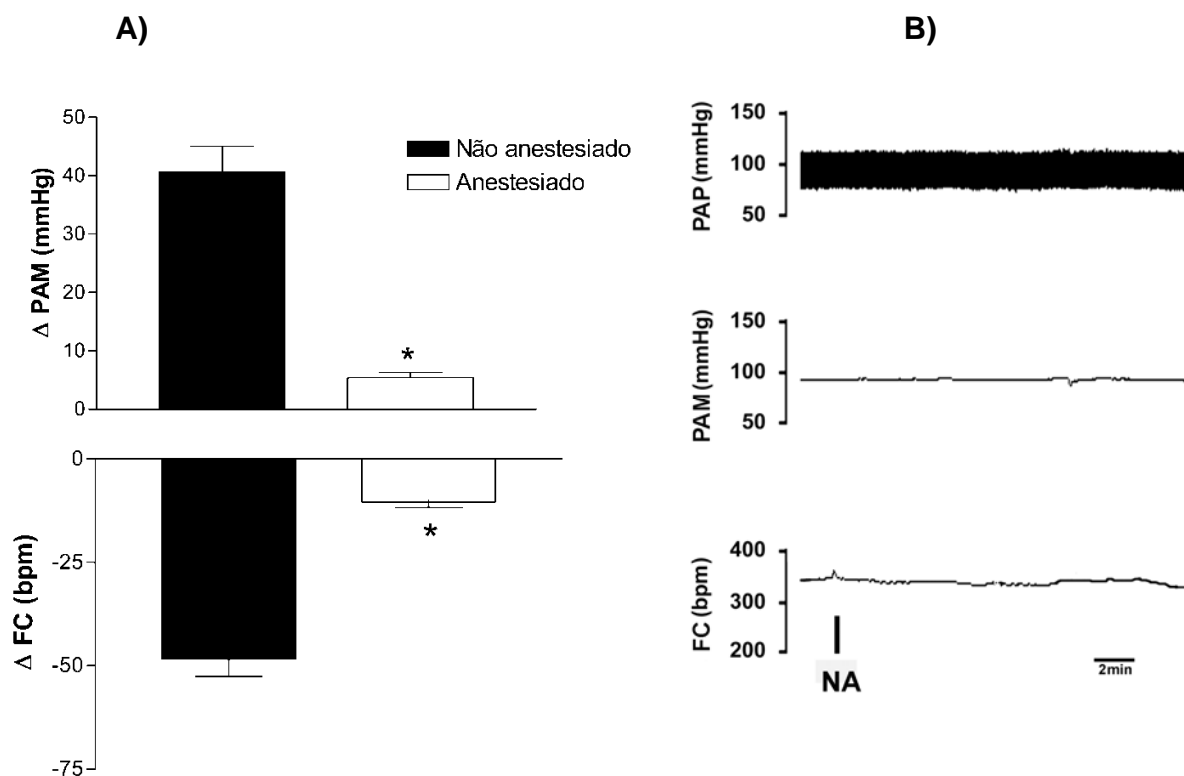 A)
50
40
30
20
10
0
Δ PAM (mmHg)
Não anestesiado
Anestesiado
*
0
-25
-50
-75
Δ FC (bpm)
*
B)
150
100
50
PAP (mmHg)
150
100
50
PAM (mmHg)
400
300
200
FC (bpm)
NA
2min